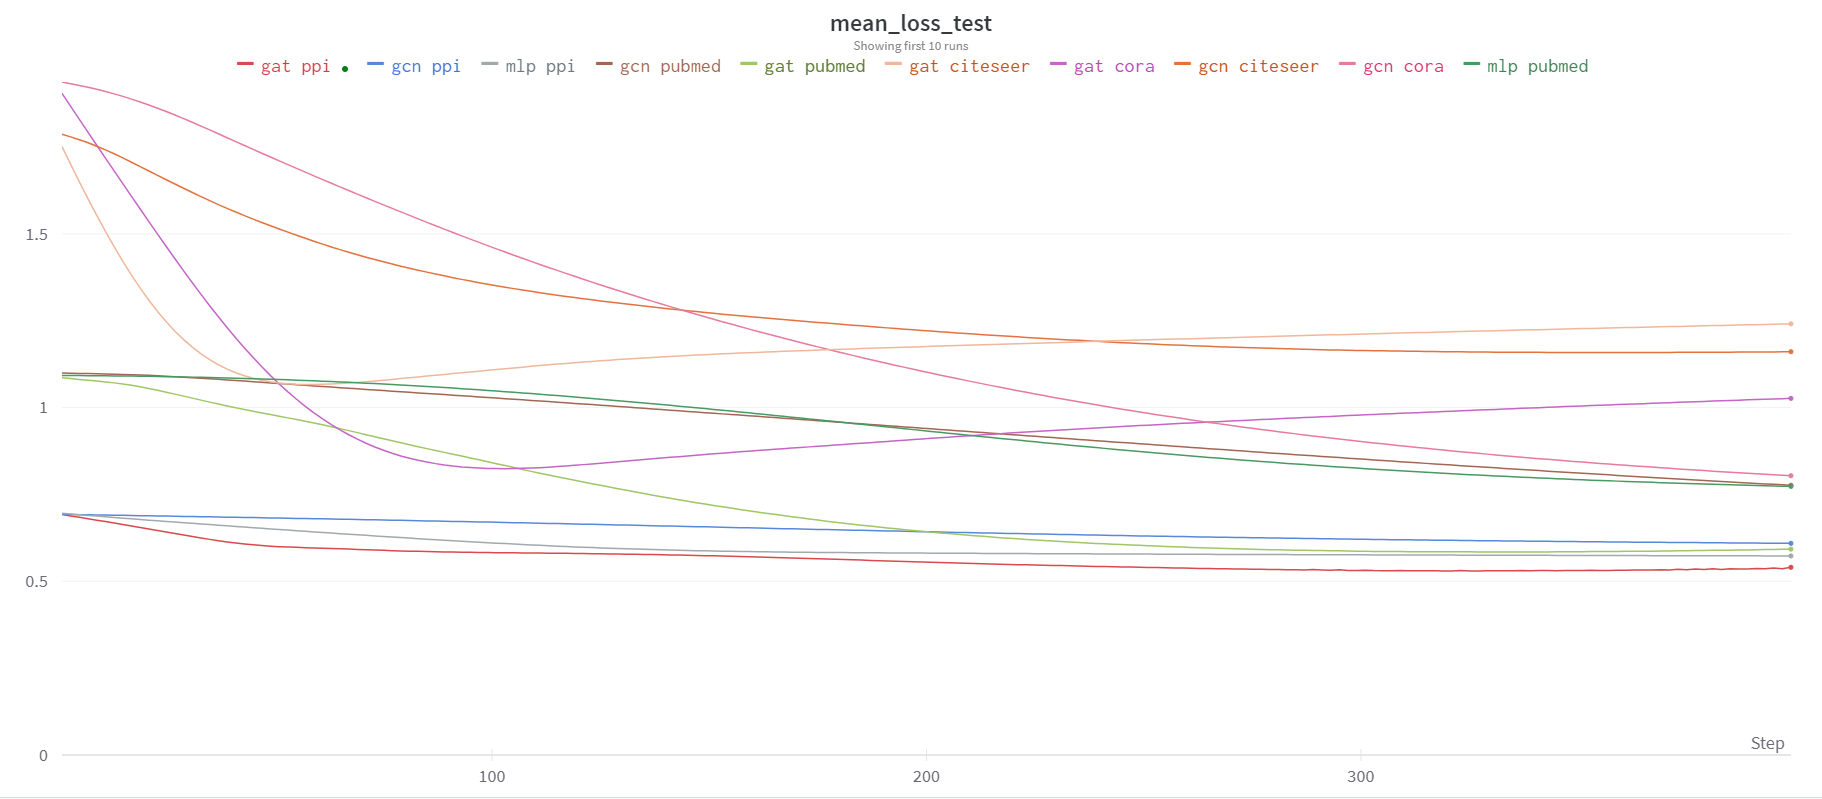 mean_loss_test
Showing first 10 runs
gat ppi gcn ppi mlp ppi gcn pubmed gat pubmed gat citeseer gat cora gcn citeseer gcn cora mlp pubmed
1.5
1
0.5
0
Step
100 200 300